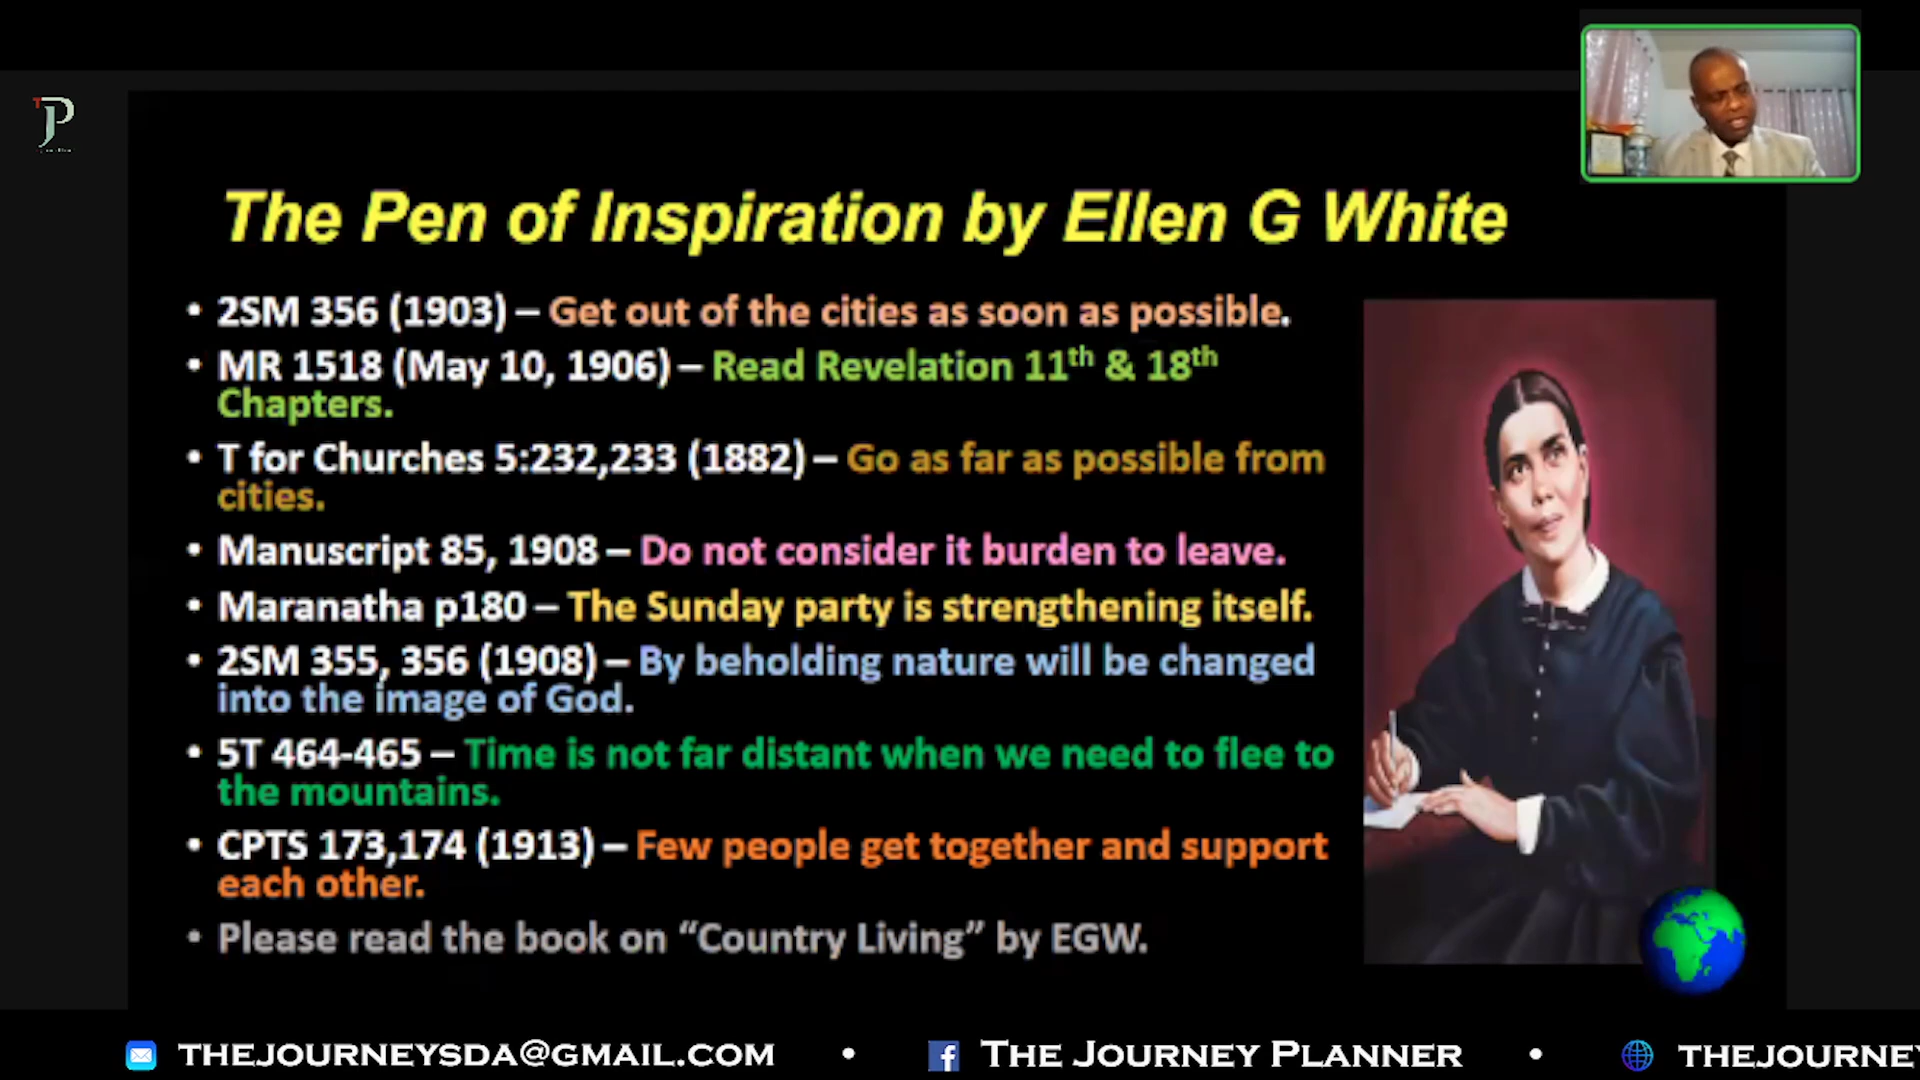 TJP
The Pen of Inspiration by Ellen G White
• 2SM 356 (1903) – Get out of the cities as soon as possible.
• MR 1518 (May 10, 1906) – Read Revelation 11th & 18th
Chapters.
• T for Churches 5:232,233 (1882) – Go as far as possible from
cities.
• Manuscript 85, 1908 – Do not consider it burden to leave.
• Maranatha p180 – The Sunday party is strengthening itself.
• 2SM 355, 356 (1908) – By beholding nature will be changed
into the image of God.
• 5T 464-465 – Time is not far distant when we need to flee to
the mountains.
• CPTS 173,174 (1913) – Few people get together and support
each other.
• Please read the book on “Country Living” by EGW.
THEJOURNEYSDA@GMAIL.COM • THE JOURNEY PLANNER • THEJOURNEY